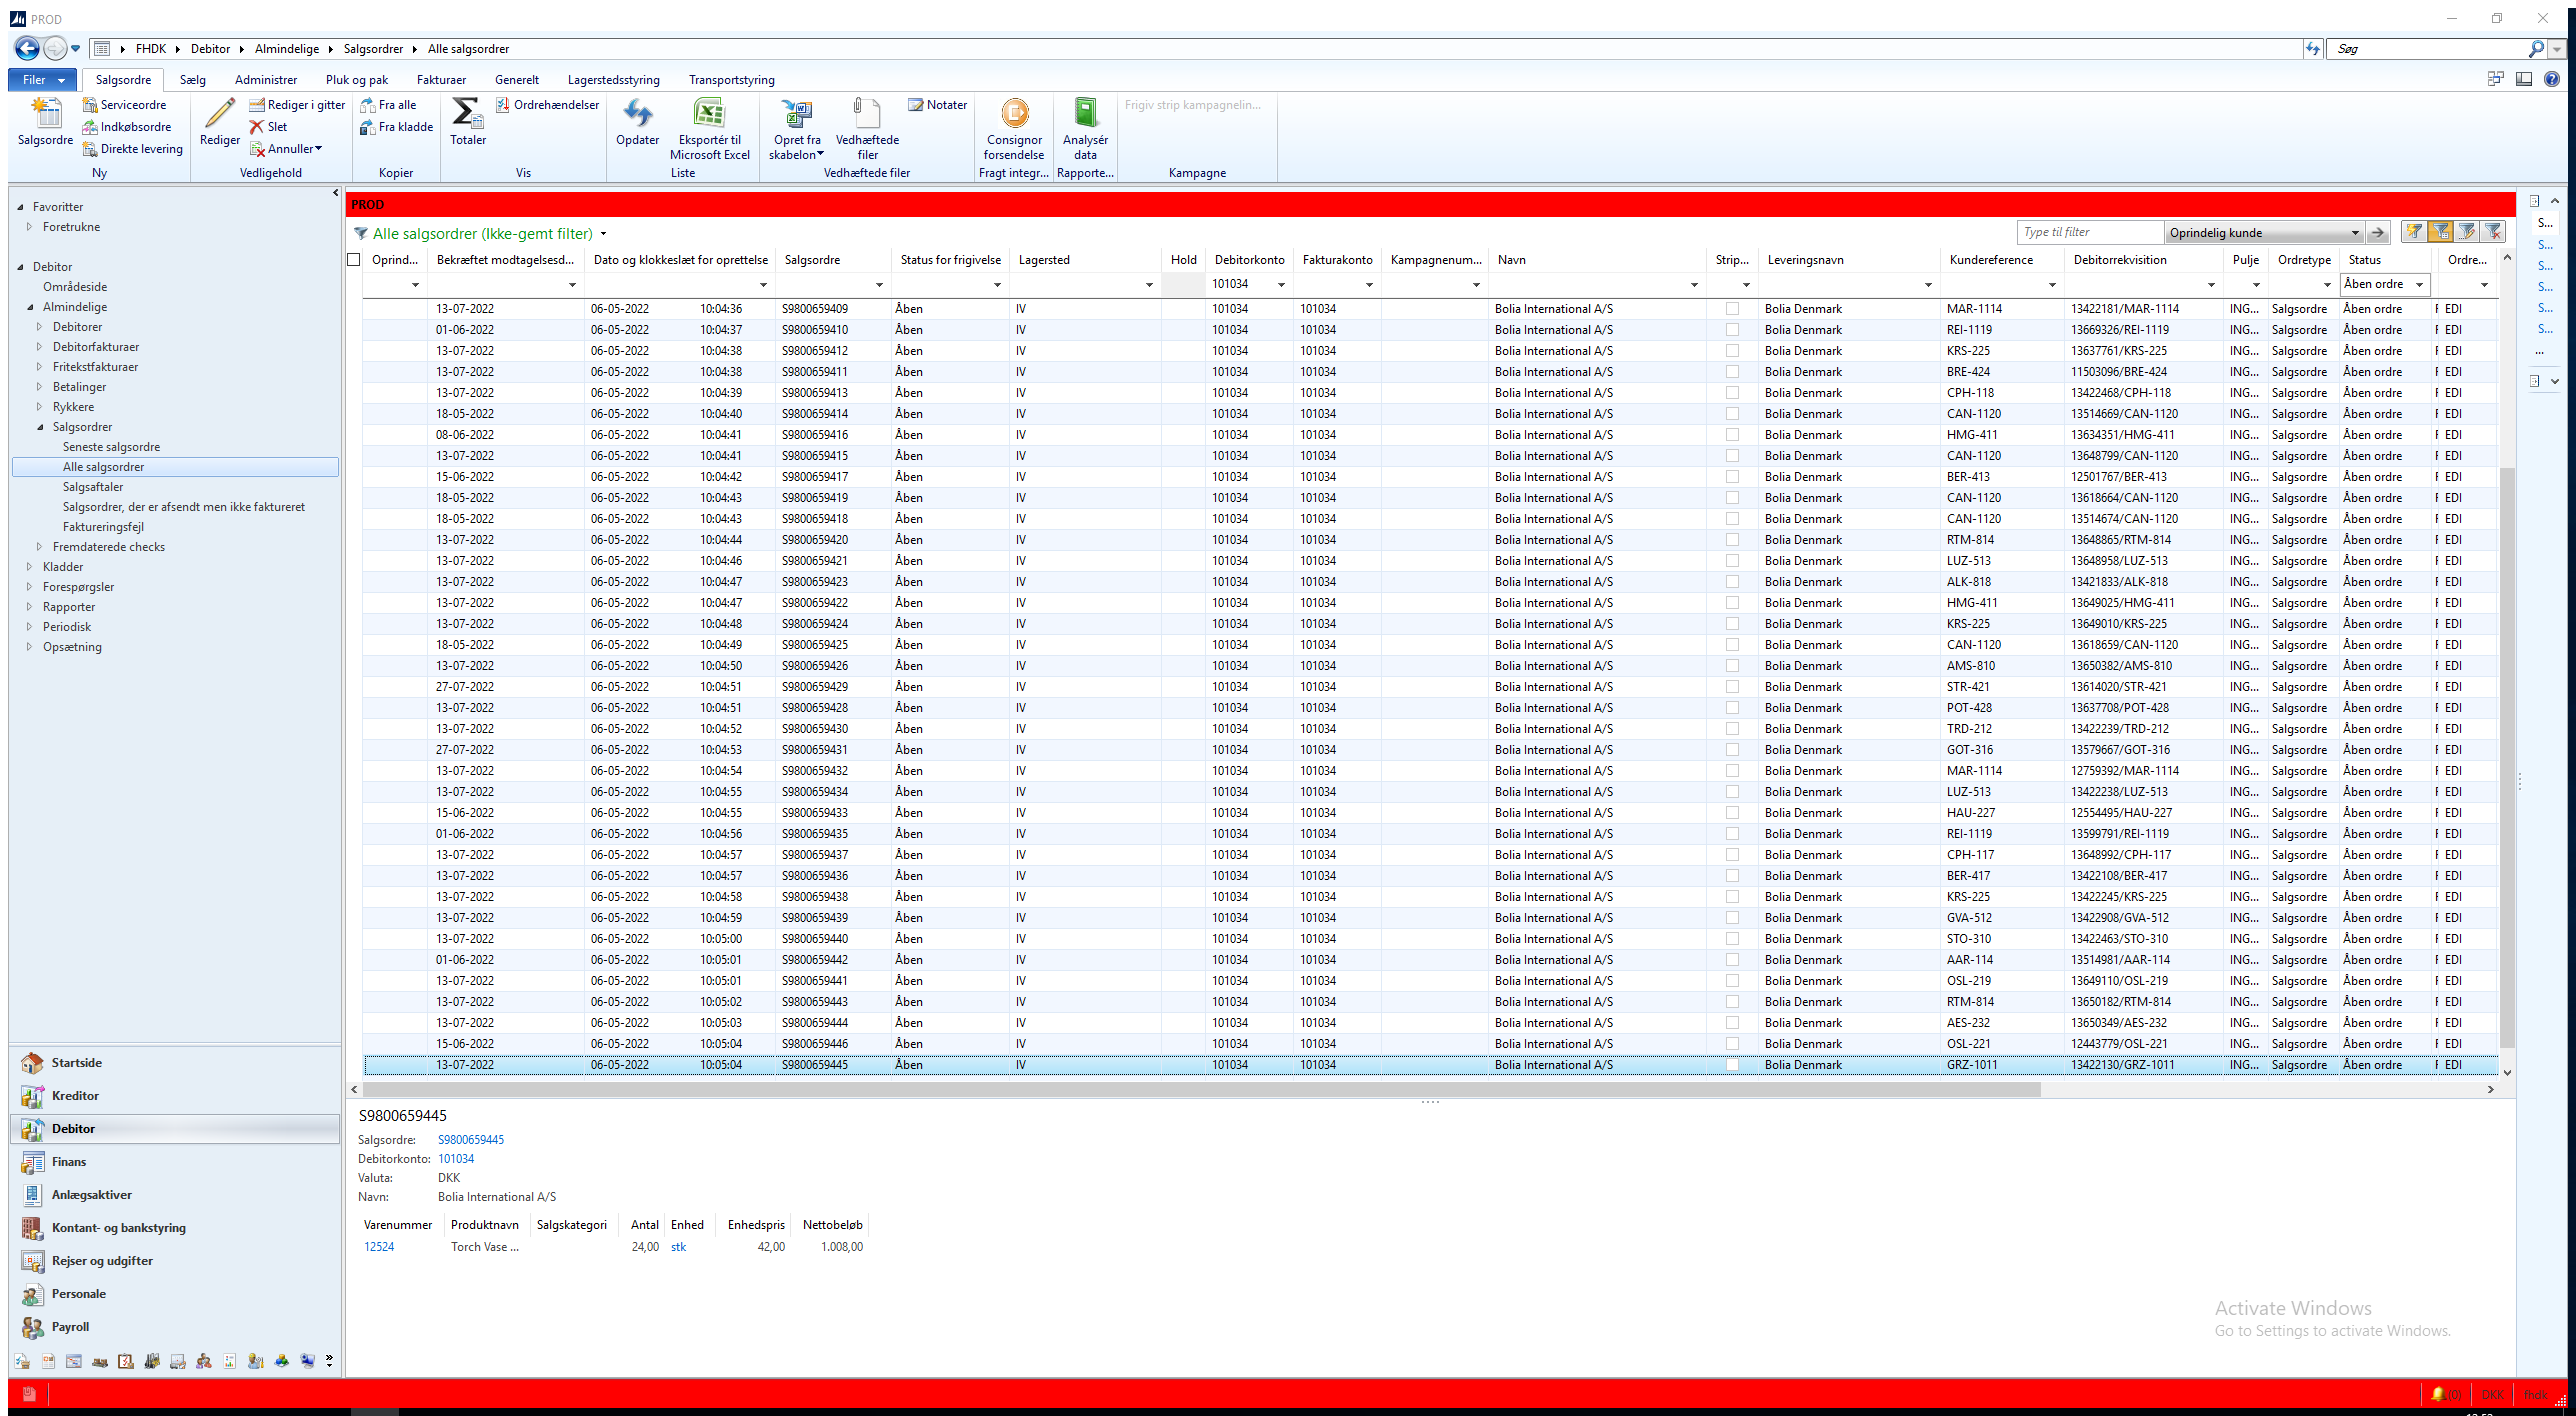 PROD
FHDK Debitor Almindelige Salgsordrer Alle salgsordrer
Søg
Filer Salgsordre Sælg Administrer Pluk og pak Fakturaer Generelt Lagerstedsstyring Transportstyring
Salgsordre
Serviceordre
Indkøbsordre
Direkte levering
Ny
Rediger
Rediger i gitter
Slet
Annuller
Vedligehold
Fra alle
Fra kladde
Kopier
Totaler
Ordrehændelser
Vis
Opdater
Eksportér til Microsoft Excel
Liste
Opret fra skabelon
Vedhæftede filer
Notater
Vedhæftede filer
Consignor forsendelse
Fragt integr...
Analysér data
Rapporte...
Frigiv strip kampagnelin...
Kampagne
Favoritter
Foretrukne
Debitor
Områdeside
Almindelige
Debitorer
Debitorfakturaer
Fritekstfakturaer
Betalinger
Rykkere
Salgsordrer
Seneste salgsordre
Alle salgsordrer
Salgsaftaler
Salgsordrer, der er afsendt men ikke faktureret
Faktureringsfejl
Fremdaterede checks
Kladder
Forespørgsler
Rapporter
Periodisk
Opsætning
Startside
Kreditor
Debitor
Finans
Anlægsaktiver
Kontant- og bankstyring
Rejser og udgifter
Personale
Payroll
PROD
Alle salgsordrer (Ikke-gemt filter)
Type til filter Oprindelig kunde
Oprind... Bekræftet modtagelsesd... Dato og klokkeslæt for oprettelse Salgsordre Status for frigivelse Lagersted Hold Debitorkonto Fakturakonto Kampagnenum... Navn Strip... Leveringsnavn Kundereference Debitorrekvisition Pulje Ordretype Status Ordre...
101034 Åben ordre
13-07-2022 06-05-2022 10:04:36 S9800659409 Åben IV 101034 101034 Bolia International A/S Bolia Denmark MAR-1114 13422181/MAR-1114 ING... Salgsordre Åben ordre F EDI
01-06-2022 06-05-2022 10:04:37 S9800659410 Åben IV 101034 101034 Bolia International A/S Bolia Denmark REI-1119 13669326/REI-1119 ING... Salgsordre Åben ordre F EDI
13-07-2022 06-05-2022 10:04:38 S9800659412 Åben IV 101034 101034 Bolia International A/S Bolia Denmark KRS-225 13637761/KRS-225 ING... Salgsordre Åben ordre F EDI
13-07-2022 06-05-2022 10:04:38 S9800659411 Åben IV 101034 101034 Bolia International A/S Bolia Denmark BRE-424 11503096/BRE-424 ING... Salgsordre Åben ordre F EDI
13-07-2022 06-05-2022 10:04:39 S9800659413 Åben IV 101034 101034 Bolia International A/S Bolia Denmark CPH-118 13422468/CPH-118 ING... Salgsordre Åben ordre F EDI
18-05-2022 06-05-2022 10:04:40 S9800659414 Åben IV 101034 101034 Bolia International A/S Bolia Denmark CAN-1120 13514669/CAN-1120 ING... Salgsordre Åben ordre F EDI
08-06-2022 06-05-2022 10:04:41 S9800659416 Åben IV 101034 101034 Bolia International A/S Bolia Denmark HMG-411 13634351/HMG-411 ING... Salgsordre Åben ordre F EDI
13-07-2022 06-05-2022 10:04:41 S9800659415 Åben IV 101034 101034 Bolia International A/S Bolia Denmark CAN-1120 13648799/CAN-1120 ING... Salgsordre Åben ordre F EDI
15-06-2022 06-05-2022 10:04:42 S9800659417 Åben IV 101034 101034 Bolia International A/S Bolia Denmark BER-413 12501767/BER-413 ING... Salgsordre Åben ordre F EDI
18-05-2022 06-05-2022 10:04:43 S9800659419 Åben IV 101034 101034 Bolia International A/S Bolia Denmark CAN-1120 13618664/CAN-1120 ING... Salgsordre Åben ordre F EDI
18-05-2022 06-05-2022 10:04:43 S9800659418 Åben IV 101034 101034 Bolia International A/S Bolia Denmark CAN-1120 13514674/CAN-1120 ING... Salgsordre Åben ordre F EDI
13-07-2022 06-05-2022 10:04:44 S9800659420 Åben IV 101034 101034 Bolia International A/S Bolia Denmark RTM-814 13648865/RTM-814 ING... Salgsordre Åben ordre F EDI
13-07-2022 06-05-2022 10:04:46 S9800659421 Åben IV 101034 101034 Bolia International A/S Bolia Denmark LUZ-513 13648958/LUZ-513 ING... Salgsordre Åben ordre F EDI
13-07-2022 06-05-2022 10:04:47 S9800659423 Åben IV 101034 101034 Bolia International A/S Bolia Denmark ALK-818 13421833/ALK-818 ING... Salgsordre Åben ordre F EDI
13-07-2022 06-05-2022 10:04:47 S9800659422 Åben IV 101034 101034 Bolia International A/S Bolia Denmark HMG-411 13649025/HMG-411 ING... Salgsordre Åben ordre F EDI
13-07-2022 06-05-2022 10:04:48 S9800659424 Åben IV 101034 101034 Bolia International A/S Bolia Denmark KRS-225 13649010/KRS-225 ING... Salgsordre Åben ordre F EDI
18-05-2022 06-05-2022 10:04:49 S9800659425 Åben IV 101034 101034 Bolia International A/S Bolia Denmark CAN-1120 13618659/CAN-1120 ING... Salgsordre Åben ordre F EDI
13-07-2022 06-05-2022 10:04:50 S9800659426 Åben IV 101034 101034 Bolia International A/S Bolia Denmark AMS-810 13650382/AMS-810 ING... Salgsordre Åben ordre F EDI
27-07-2022 06-05-2022 10:04:51 S9800659429 Åben IV 101034 101034 Bolia International A/S Bolia Denmark STR-421 13614020/STR-421 ING... Salgsordre Åben ordre F EDI
13-07-2022 06-05-2022 10:04:51 S9800659428 Åben IV 101034 101034 Bolia International A/S Bolia Denmark POT-428 13637708/POT-428 ING... Salgsordre Åben ordre F EDI
13-07-2022 06-05-2022 10:04:52 S9800659430 Åben IV 101034 101034 Bolia International A/S Bolia Denmark TRD-212 13422239/TRD-212 ING... Salgsordre Åben ordre F EDI
27-07-2022 06-05-2022 10:04:53 S9800659431 Åben IV 101034 101034 Bolia International A/S Bolia Denmark GOT-316 13579667/GOT-316 ING... Salgsordre Åben ordre F EDI
13-07-2022 06-05-2022 10:04:54 S9800659432 Åben IV 101034 101034 Bolia International A/S Bolia Denmark MAR-1114 12759392/MAR-1114 ING... Salgsordre Åben ordre F EDI
13-07-2022 06-05-2022 10:04:55 S9800659434 Åben IV 101034 101034 Bolia International A/S Bolia Denmark LUZ-513 13422238/LUZ-513 ING... Salgsordre Åben ordre F EDI
15-06-2022 06-05-2022 10:04:55 S9800659433 Åben IV 101034 101034 Bolia International A/S Bolia Denmark HAU-227 12554495/HAU-227 ING... Salgsordre Åben ordre F EDI
01-06-2022 06-05-2022 10:04:56 S9800659435 Åben IV 101034 101034 Bolia International A/S Bolia Denmark REI-1119 13599791/REI-1119 ING... Salgsordre Åben ordre F EDI
13-07-2022 06-05-2022 10:04:57 S9800659437 Åben IV 101034 101034 Bolia International A/S Bolia Denmark CPH-117 13648992/CPH-117 ING... Salgsordre Åben ordre F EDI
13-07-2022 06-05-2022 10:04:57 S9800659436 Åben IV 101034 101034 Bolia International A/S Bolia Denmark BER-417 13422108/BER-417 ING... Salgsordre Åben ordre F EDI
13-07-2022 06-05-2022 10:04:58 S9800659438 Åben IV 101034 101034 Bolia International A/S Bolia Denmark KRS-225 13422245/KRS-225 ING... Salgsordre Åben ordre F EDI
13-07-2022 06-05-2022 10:04:59 S9800659439 Åben IV 101034 101034 Bolia International A/S Bolia Denmark GVA-512 13422908/GVA-512 ING... Salgsordre Åben ordre F EDI
13-07-2022 06-05-2022 10:05:00 S9800659440 Åben IV 101034 101034 Bolia International A/S Bolia Denmark STO-310 13422463/STO-310 ING... Salgsordre Åben ordre F EDI
01-06-2022 06-05-2022 10:05:01 S9800659442 Åben IV 101034 101034 Bolia International A/S Bolia Denmark AAR-114 13514981/AAR-114 ING... Salgsordre Åben ordre F EDI
13-07-2022 06-05-2022 10:05:01 S9800659441 Åben IV 101034 101034 Bolia International A/S Bolia Denmark OSL-219 13649110/OSL-219 ING... Salgsordre Åben ordre F EDI
13-07-2022 06-05-2022 10:05:02 S9800659443 Åben IV 101034 101034 Bolia International A/S Bolia Denmark RTM-814 13650182/RTM-814 ING... Salgsordre Åben ordre F EDI
13-07-2022 06-05-2022 10:05:03 S9800659444 Åben IV 101034 101034 Bolia International A/S Bolia Denmark AES-232 13650349/AES-232 ING... Salgsordre Åben ordre F EDI
15-06-2022 06-05-2022 10:05:04 S9800659446 Åben IV 101034 101034 Bolia International A/S Bolia Denmark OSL-221 12443779/OSL-221 ING... Salgsordre Åben ordre F EDI
13-07-2022 06-05-2022 10:05:04 S9800659445 Åben IV 101034 101034 Bolia International A/S Bolia Denmark GRZ-1011 13422130/GRZ-1011 ING... Salgsordre Åben ordre F EDI
S...
S...
S...
S...
S...
S...
...
S9800659445
Salgsordre: S9800659445
Debitorkonto: 101034
Valuta: DKK
Navn: Bolia International A/S
Varenummer Produktnavn Salgskategori Antal Enhed Enhedspris Nettobeløb
12524 Torch Vase ... 24,00 stk 42,00 1.008,00
Activate Windows
Go to Settings to activate Windows.
(0) DKK fhdk